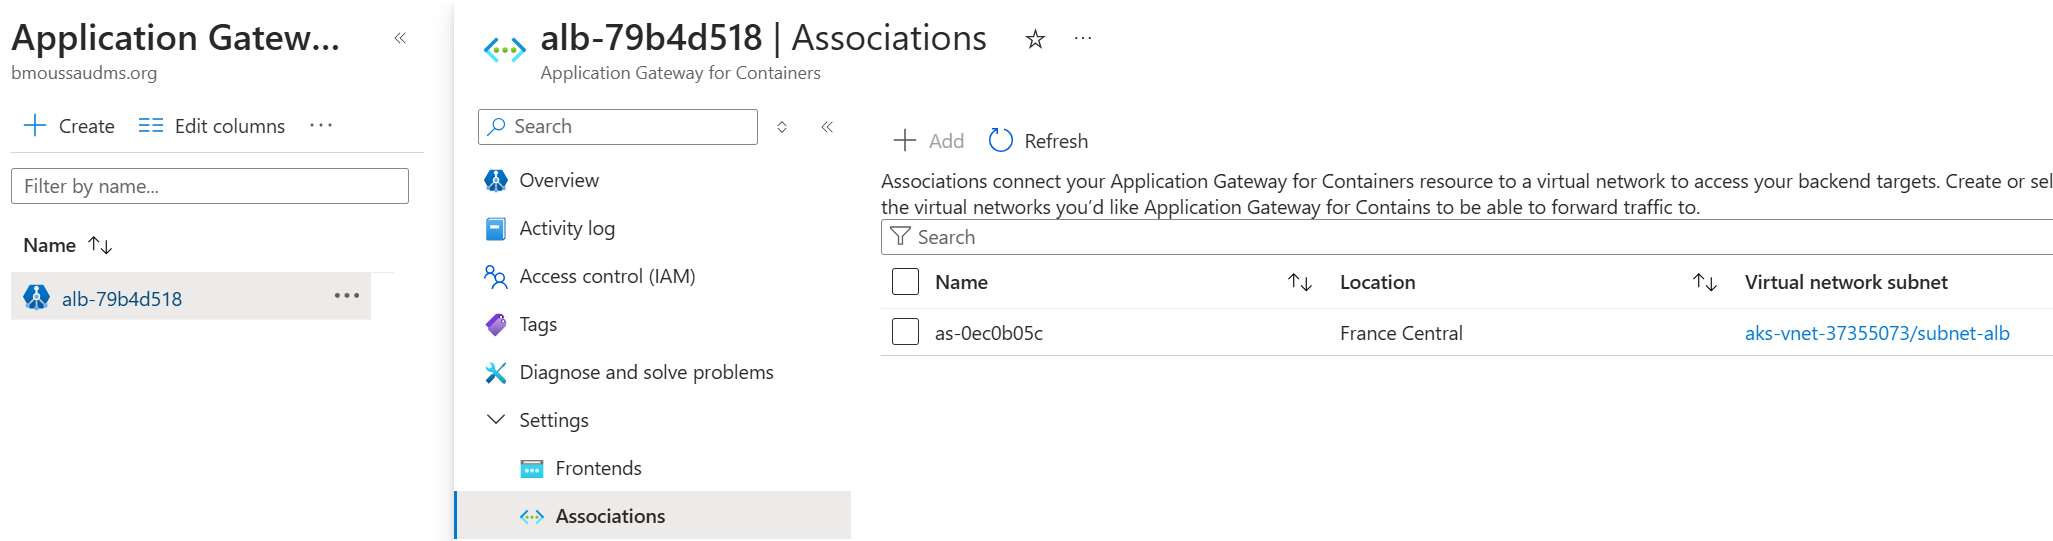 Application Gatew...
bmoussaudms.org
Create
Edit columns
Filter by name...
Name
alb-79b4d518
alb-79b4d518 | Associations
Application Gateway for Containers
Search
Overview
Activity log
Access control (IAM)
Tags
Diagnose and solve problems
Settings
Frontends
Associations
Add
Refresh
Associations connect your Application Gateway for Containers resource to a virtual network to access your backend targets. Create or sel
the virtual networks you'd like Application Gateway for Contains to be able to forward traffic to.
Search
Name Location Virtual network subnet
as-0ec0b05c France Central aks-vnet-37355073/subnet-alb